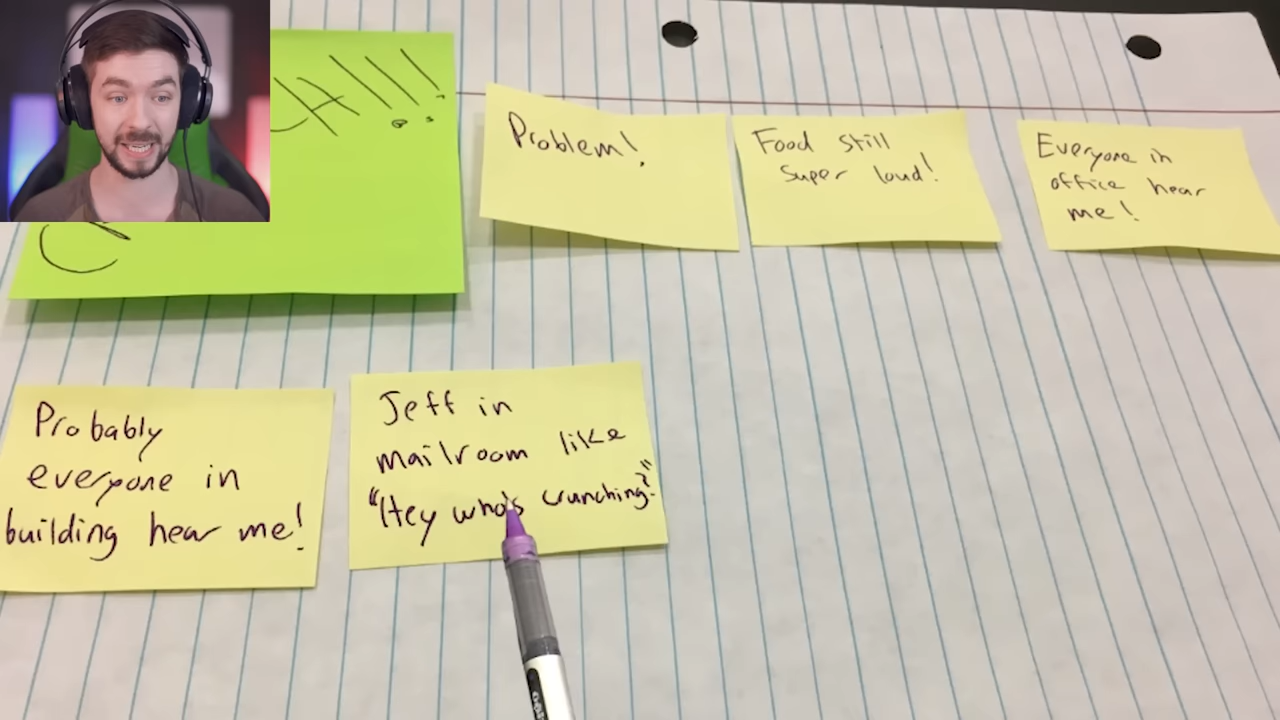 Problem!
Food still
super loud!
Everyone in
office hear
me!
Probably
everyone in
building hear me!
Jeff in
mailroom like
"Hey who's crunching?"